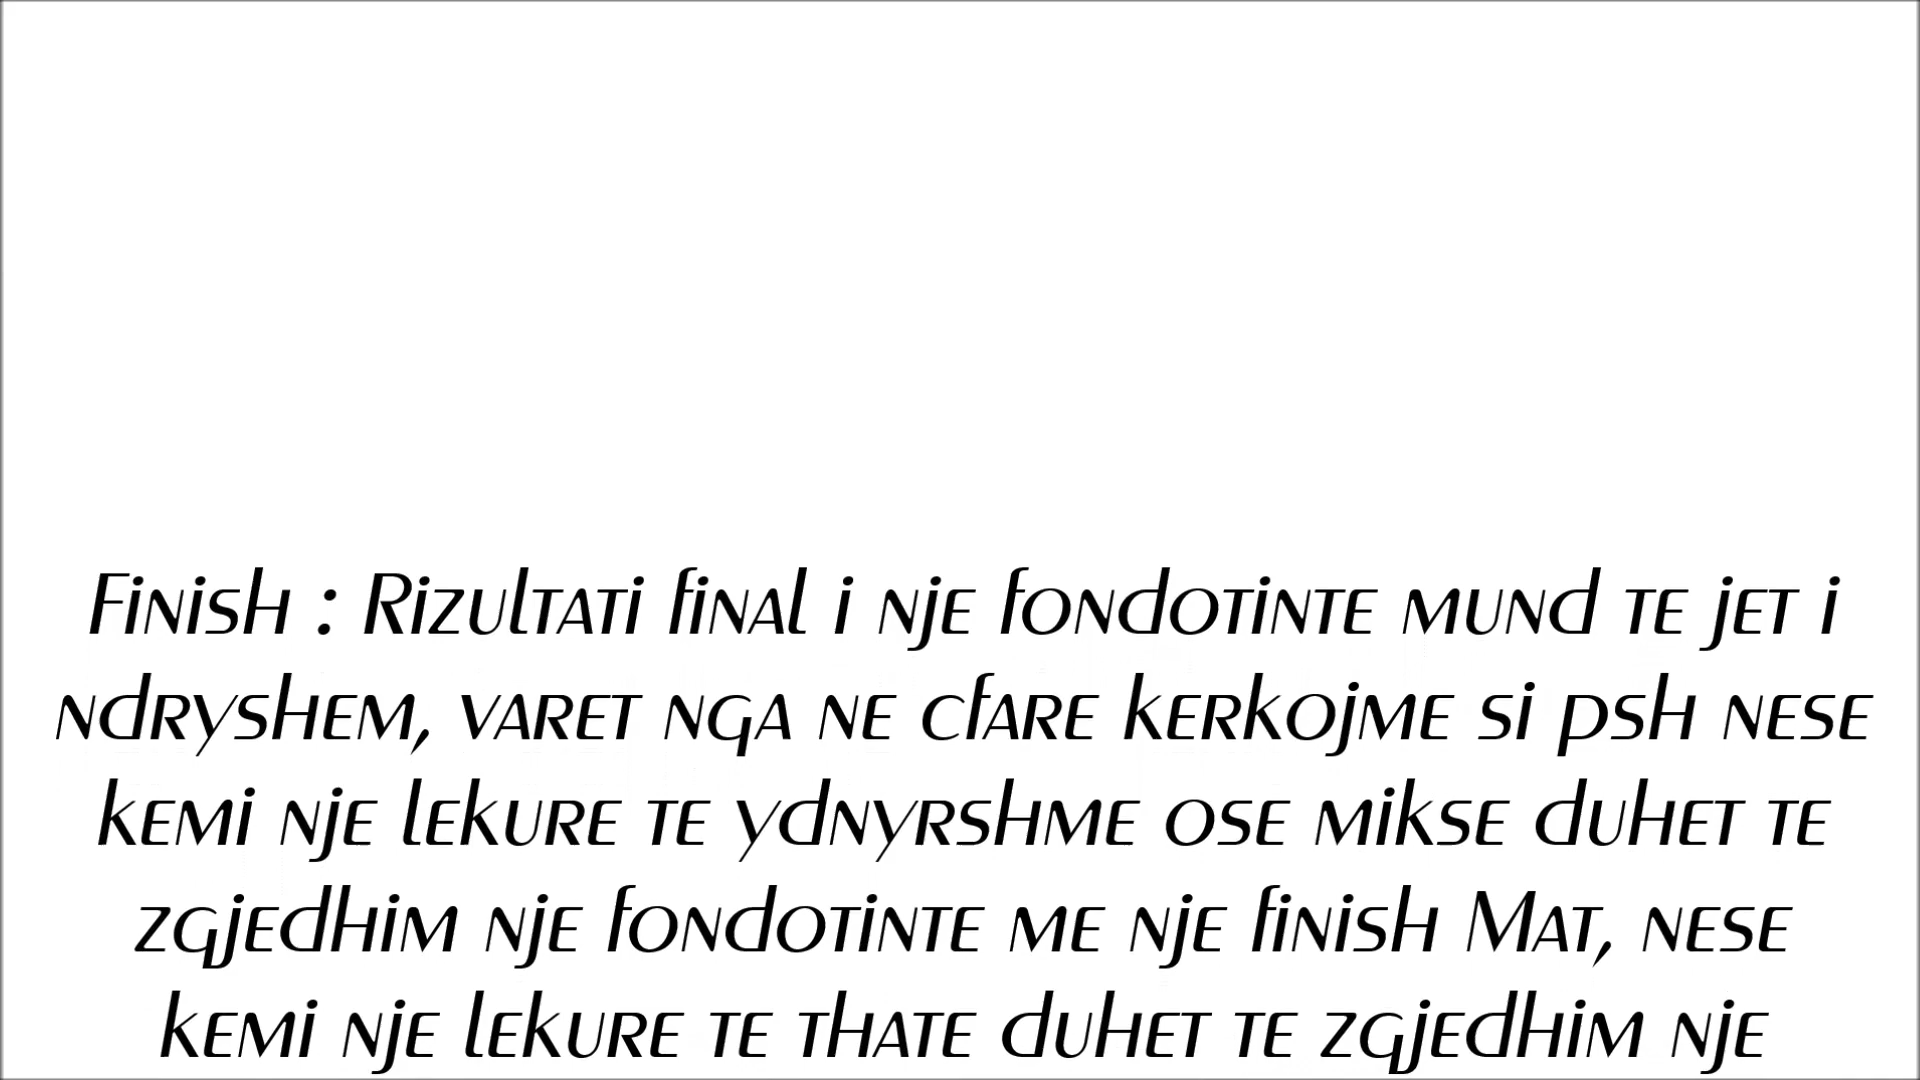 Finish : Rizultati final i nje fondotinte mund te jet i
ndryshem, varet nga ne cfare kerkojme si psh nese
kemi nje lekure te ydnyrshme ose mikse duhet te
zgjedhim nje fondotinte me nje finish Mat, nese
kemi nje lekure te thate duhet te zgjedhim nje